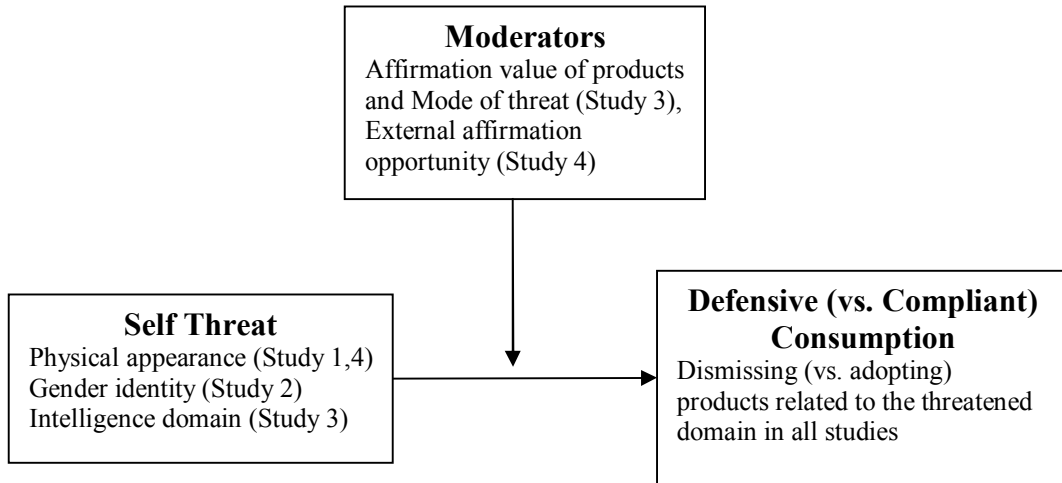 Moderators
Affirmation value of products
and Mode of threat (Study 3),
External affirmation
opportunity (Study 4)
Self Threat
Physical appearance (Study 1,4)
Gender identity (Study 2)
Intelligence domain (Study 3)
Defensive (vs. Compliant)
Consumption
Dismissing (vs. adopting)
products related to the threatened
domain in all studies